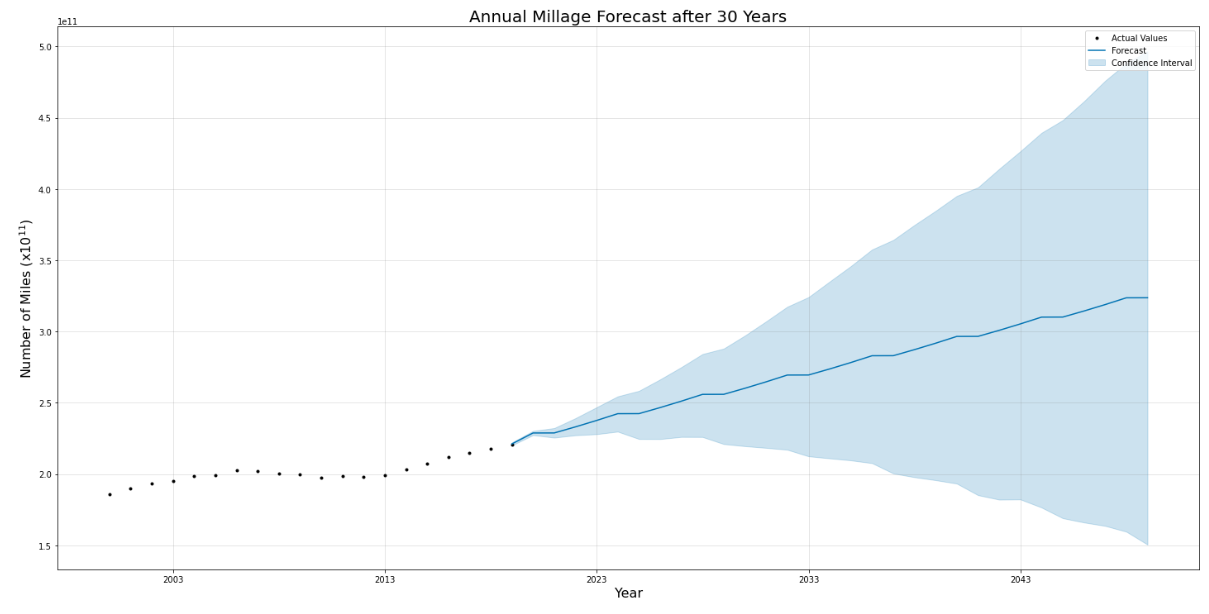 Annual Millage Forecast after 30 Years
1e11
Actual Values
Forecast
Confidence Interval
5.0
4.5
4.0
3.5
3.0
2.5
2.0
1.5
Number of Miles (x10¹¹)
2003 2013 2023 2033 2043
Year